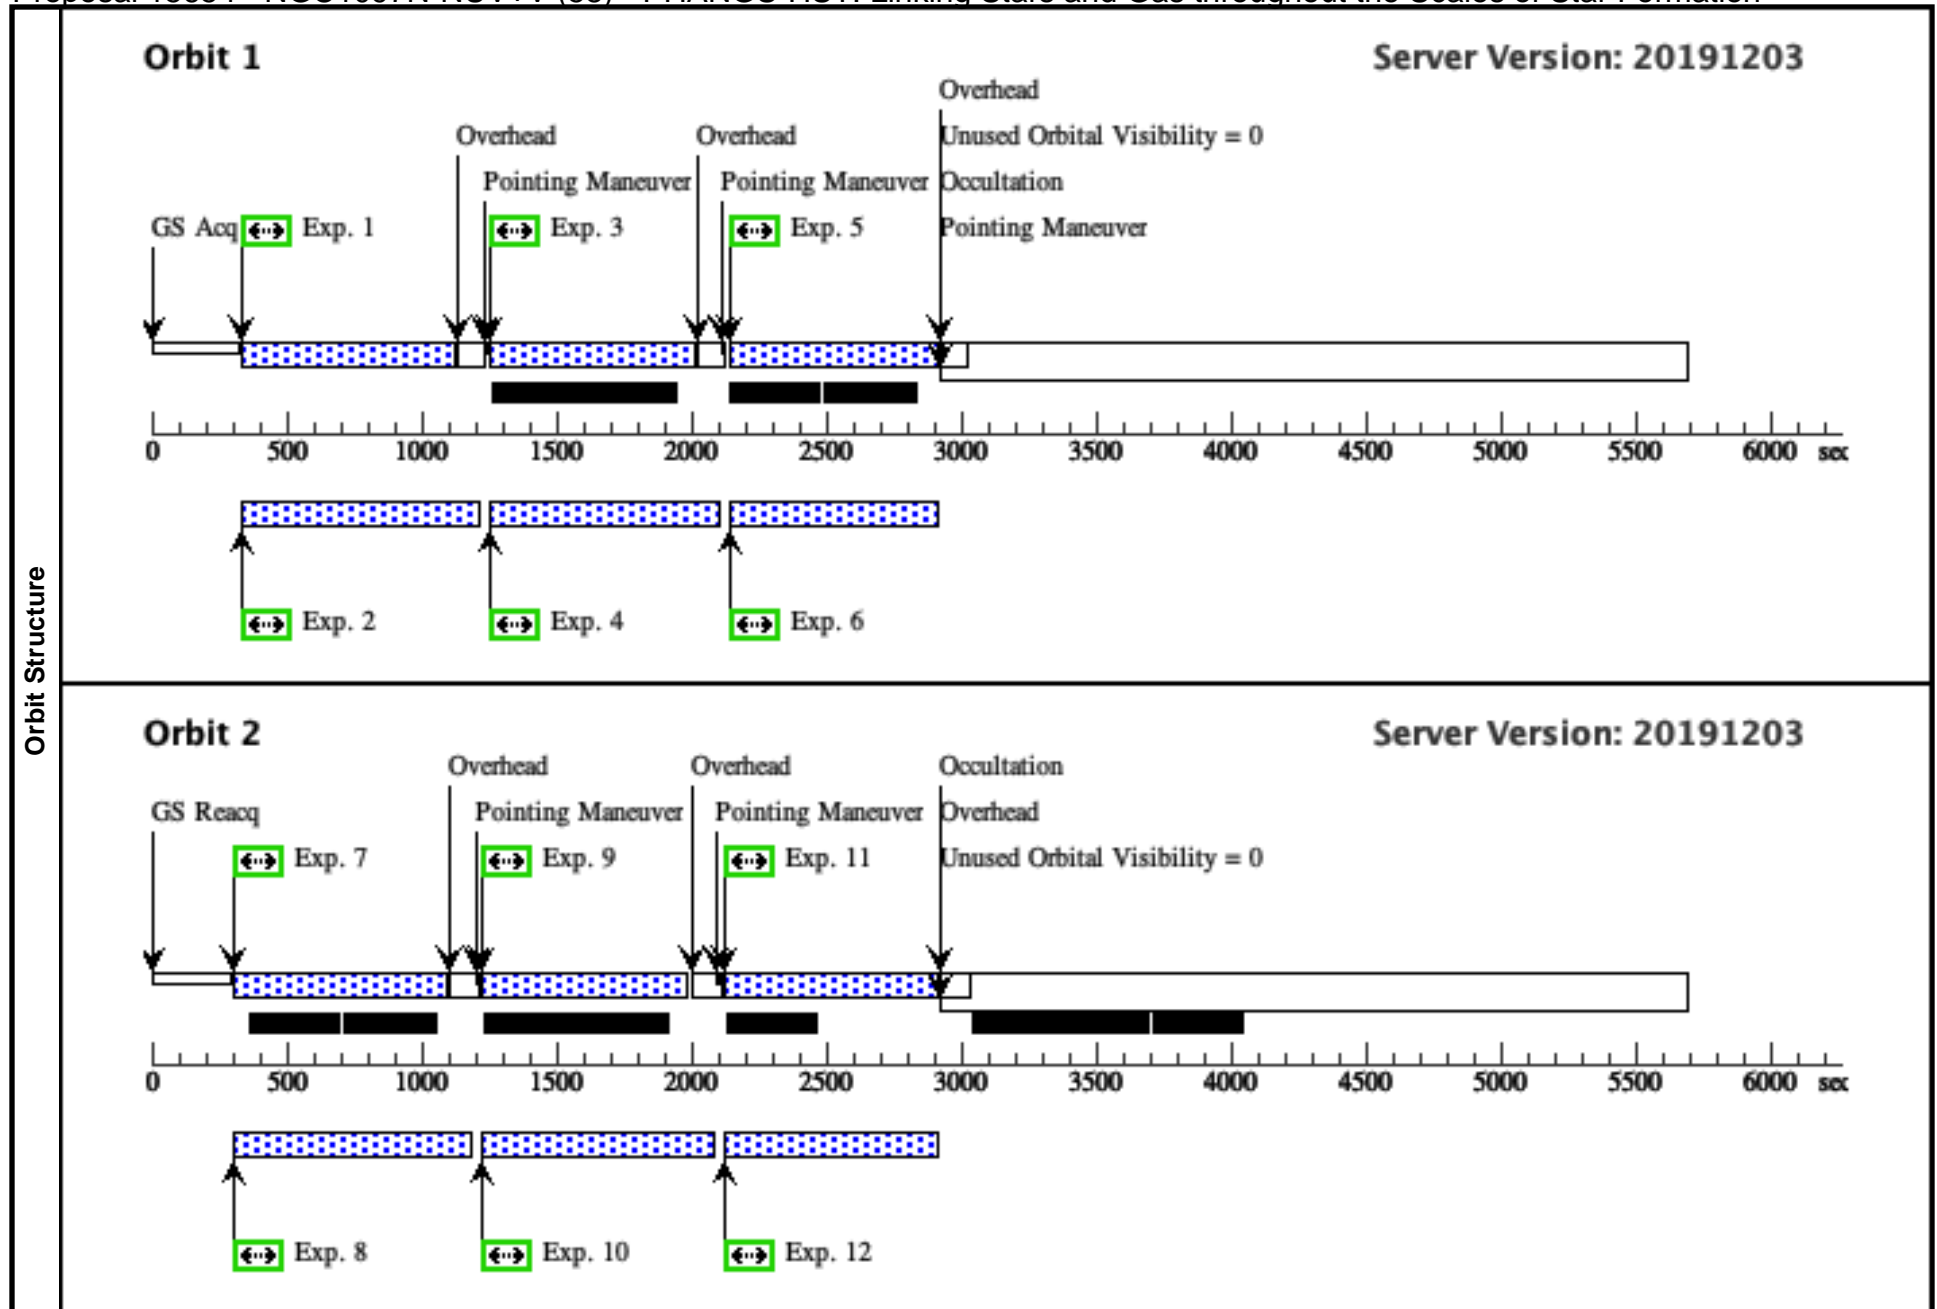 Orbit 1
Server Version: 20191203
Overhead
Overhead
Overhead
Unused Orbital Visibility = 0
Pointing Maneuver
Pointing Maneuver
Occultation
GS Acq
Exp. 1
Exp. 3
Exp. 5
Pointing Maneuver
0 500 1000 1500 2000 2500 3000 3500 4000 4500 5000 5500 6000 sec
Exp. 2
Exp. 4
Exp. 6
Orbit Structure
Orbit 2
Server Version: 20191203
Overhead
Overhead
Occultation
GS Reacq
Pointing Maneuver
Pointing Maneuver
Overhead
Exp. 7
Exp. 9
Exp. 11
Unused Orbital Visibility = 0
0 500 1000 1500 2000 2500 3000 3500 4000 4500 5000 5500 6000 sec
Exp. 8
Exp. 10
Exp. 12